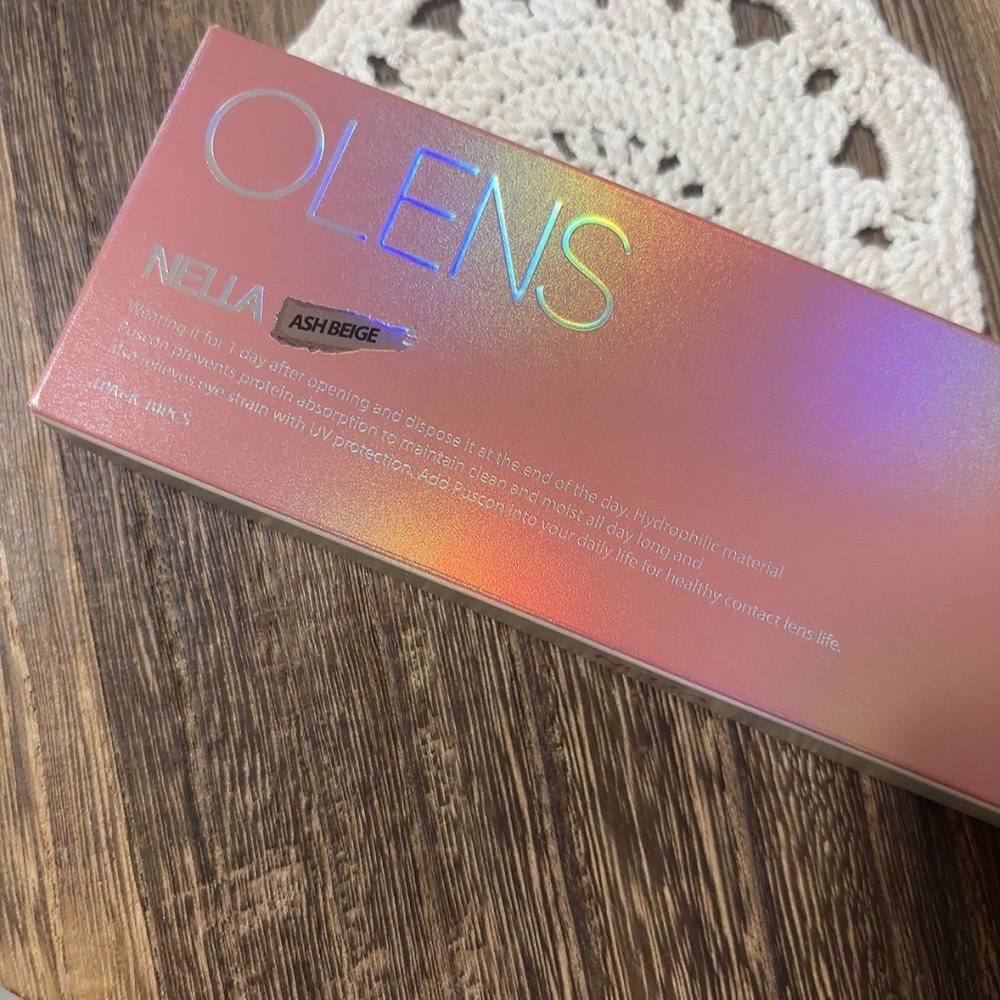 OLENS
NELLA
ASH BEIGE
Wearing it for 1 day after opening and dispose it at the end of the day. Hydrophilic material
Puscon prevents protein absorption to maintain clean and moist all day long and
also relieves eye strain with UV protection. Add Puscon into your daily life for healthy contact lens life.